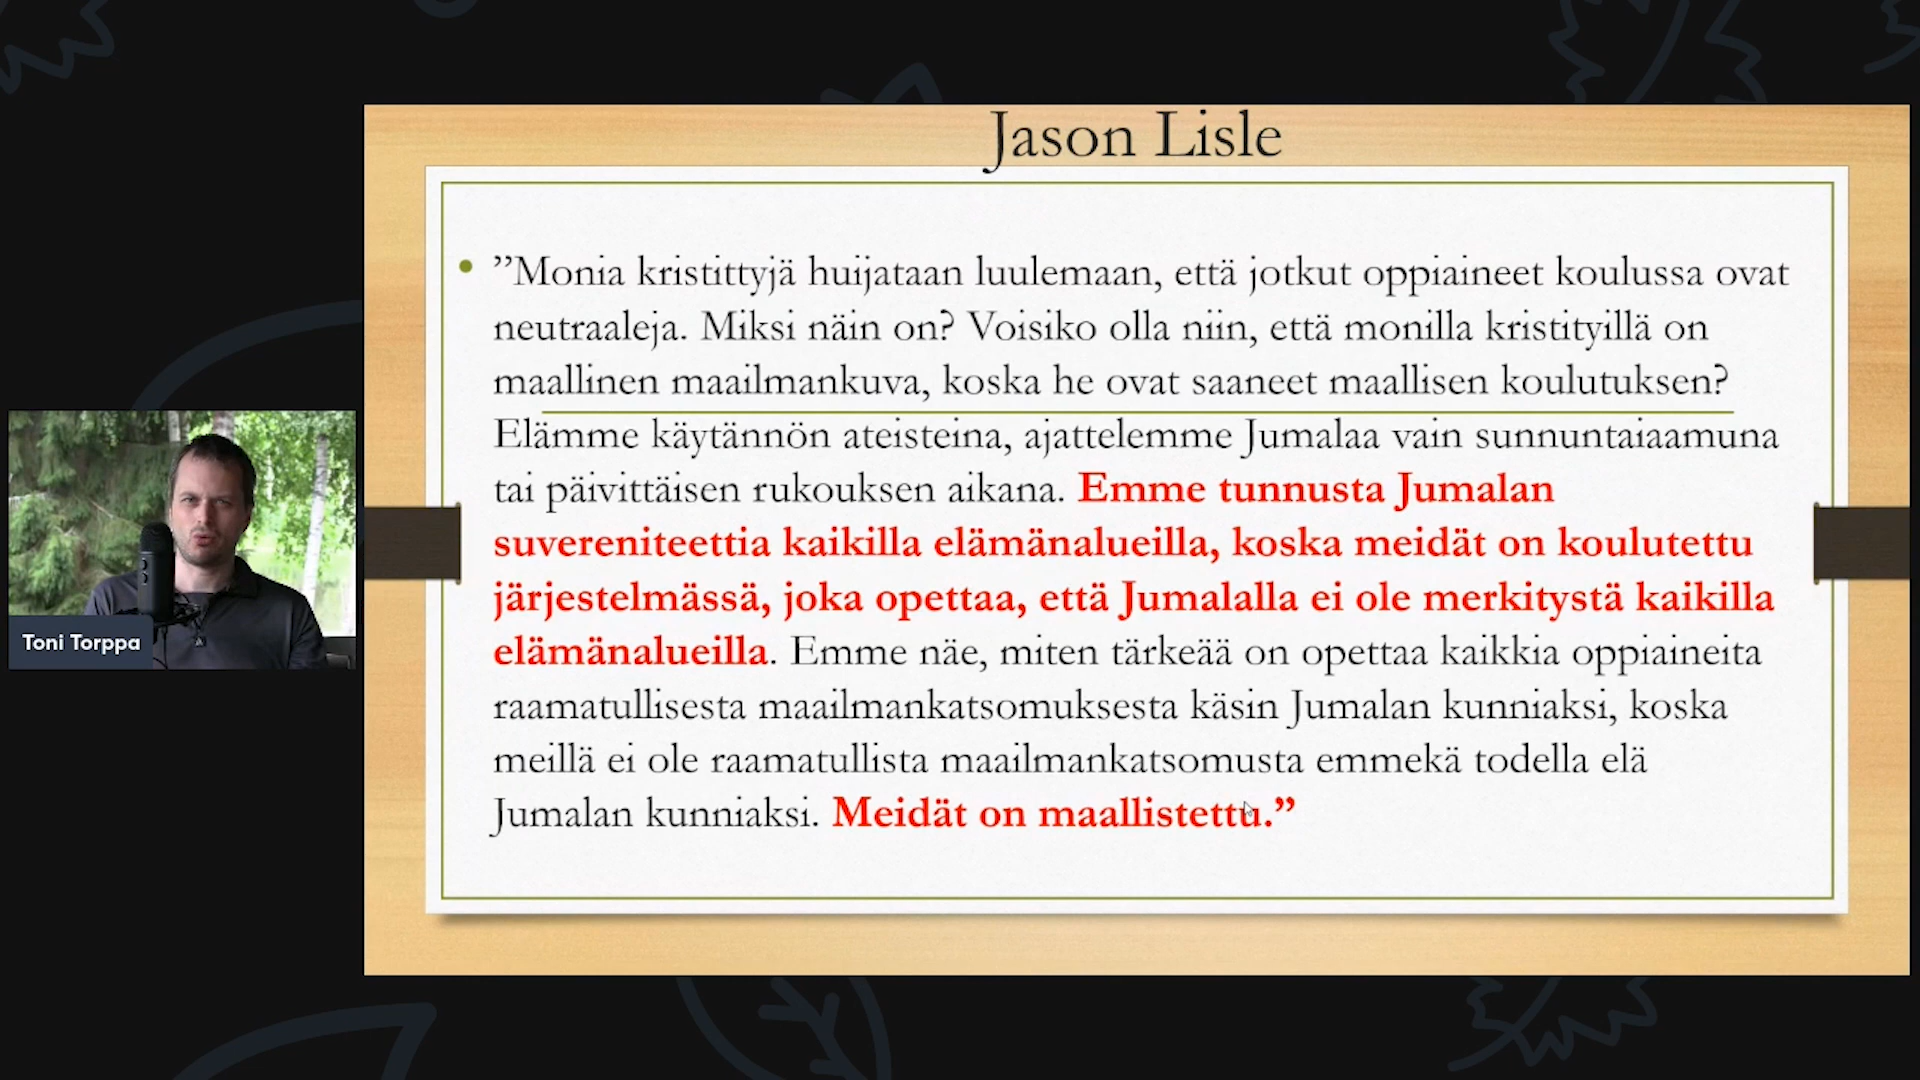 Jason Lisle
”Monia kristittyjä huijataan luulemaan, että jotkut oppiaineet koulussa ovat
neutraaleja. Miksi näin on? Voisiko olla niin, että monilla kristityillä on
maallinen maailmankuva, koska he ovat saaneet maallisen koulutuksen?
Elämme käytännön ateisteina, ajattelemme Jumalaa vain sunnuntaiaamuna
tai päivittäisen rukouksen aikana. Emme tunnusta Jumalan
suvereniteettia kaikilla elämänalueilla, koska meidät on koulutettu
järjestelmässä, joka opettaa, että Jumalalla ei ole merkitystä kaikilla
elämänalueilla. Emme näe, miten tärkeää on opettaa kaikkia oppiaineita
raamatullisesta maailmankatsomuksesta käsin Jumalan kunniaksi, koska
meillä ei ole raamatullista maailmankatsomusta emmekä todella elä
Jumalan kunniaksi. Meidät on maallistettu.”
Toni Torppa